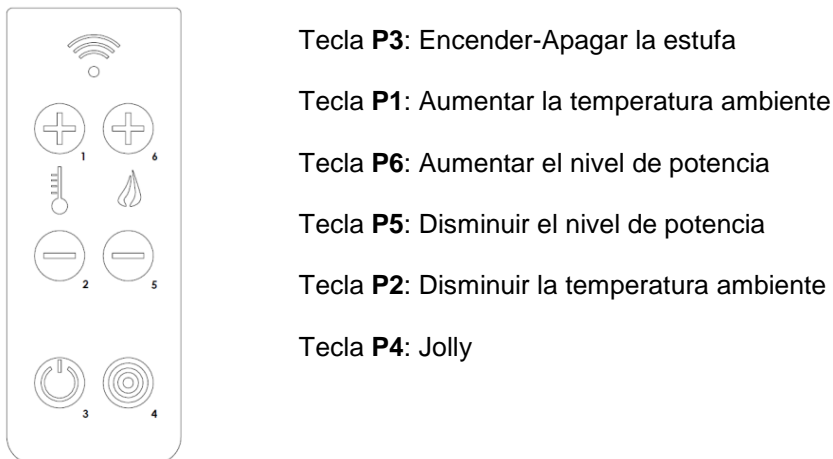 Tecla P3: Encender-Apagar la estufa
Tecla P1: Aumentar la temperatura ambiente
1
6
Tecla P6: Aumentar el nivel de potencia
Tecla P5: Disminuir el nivel de potencia
2
5
Tecla P2: Disminuir la temperatura ambiente
Tecla P4: Jolly
3
4